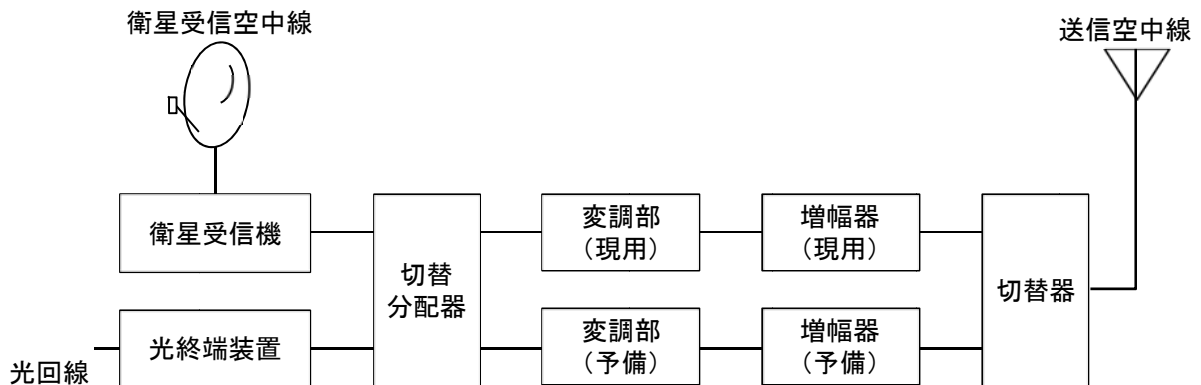 衛星受信空中線
送信空中線
衛星受信機
切替
分配器
変調部
（現用）
増幅器
（現用）
切替器
光回線
光終端装置
変調部
（予備）
増幅器
（予備）